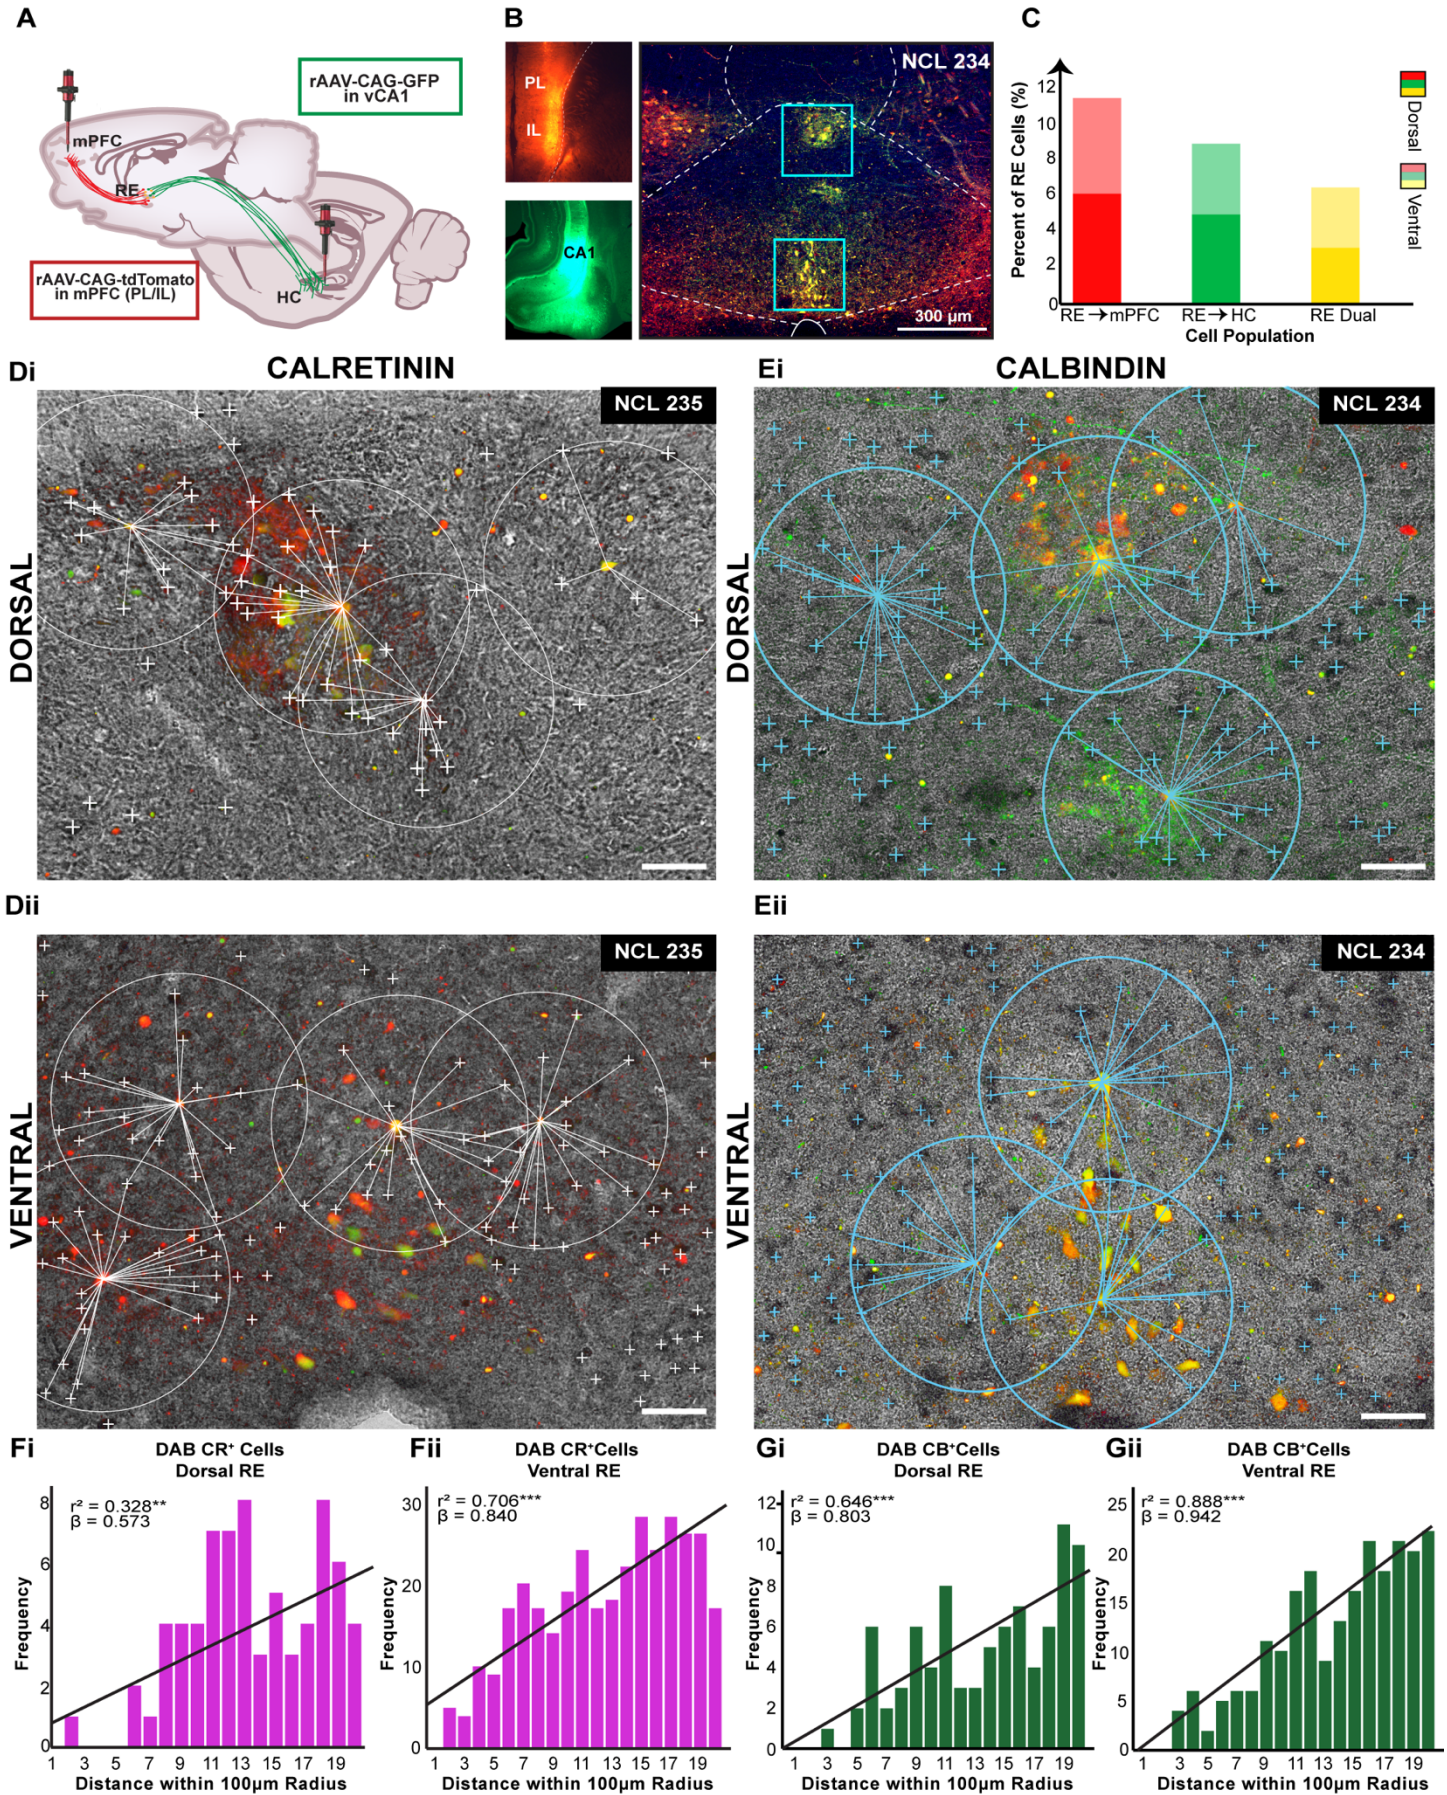 A
rAAV-CAG-GFP
in vCA1
mPFC
RE
HC
rAAV-CAG-tdTomato
in mPFC (PL/IL)
B
PL
IL
CA1
NCL 234
300 µm
C
Percent of RE Cells (%)
12
10
8
6
4
2
0
RE →mPFC
RE→HC
RE Dual
Cell Population
Dorsal
Ventral
Di
CALRETININ
NCL 235
DORSAL
Ei
CALBINDIN
NCL 234
DORSAL
Dii
NCL 235
VENTRAL
Eii
NCL 234
VENTRAL
Fi
DAB CR⁺ Cells
Dorsal RE
r² = 0.328**
β = 0.573
Frequency
8
6
4
2
0
1 3 5 7 9 11 13 15 17 19
Distance within 100µm Radius
Fii
DAB CR⁺Cells
Ventral RE
r² = 0.706***
β = 0.840
Frequency
30
20
10
0
1 3 5 7 9 11 13 15 17 19
Distance within 100µm Radius
Gi
DAB CB⁺Cells
Dorsal RE
r² = 0.646***
β = 0.803
Frequency
12
10
8
6
4
2
0
1 3 5 7 9 11 13 15 17 19
Distance within 100µm Radius
Gii
DAB CB⁺Cells
Ventral RE
r² = 0.888***
β = 0.942
Frequency
25
20
15
10
5
0
1 3 5 7 9 11 13 15 17 19
Distance within 100µm Radius